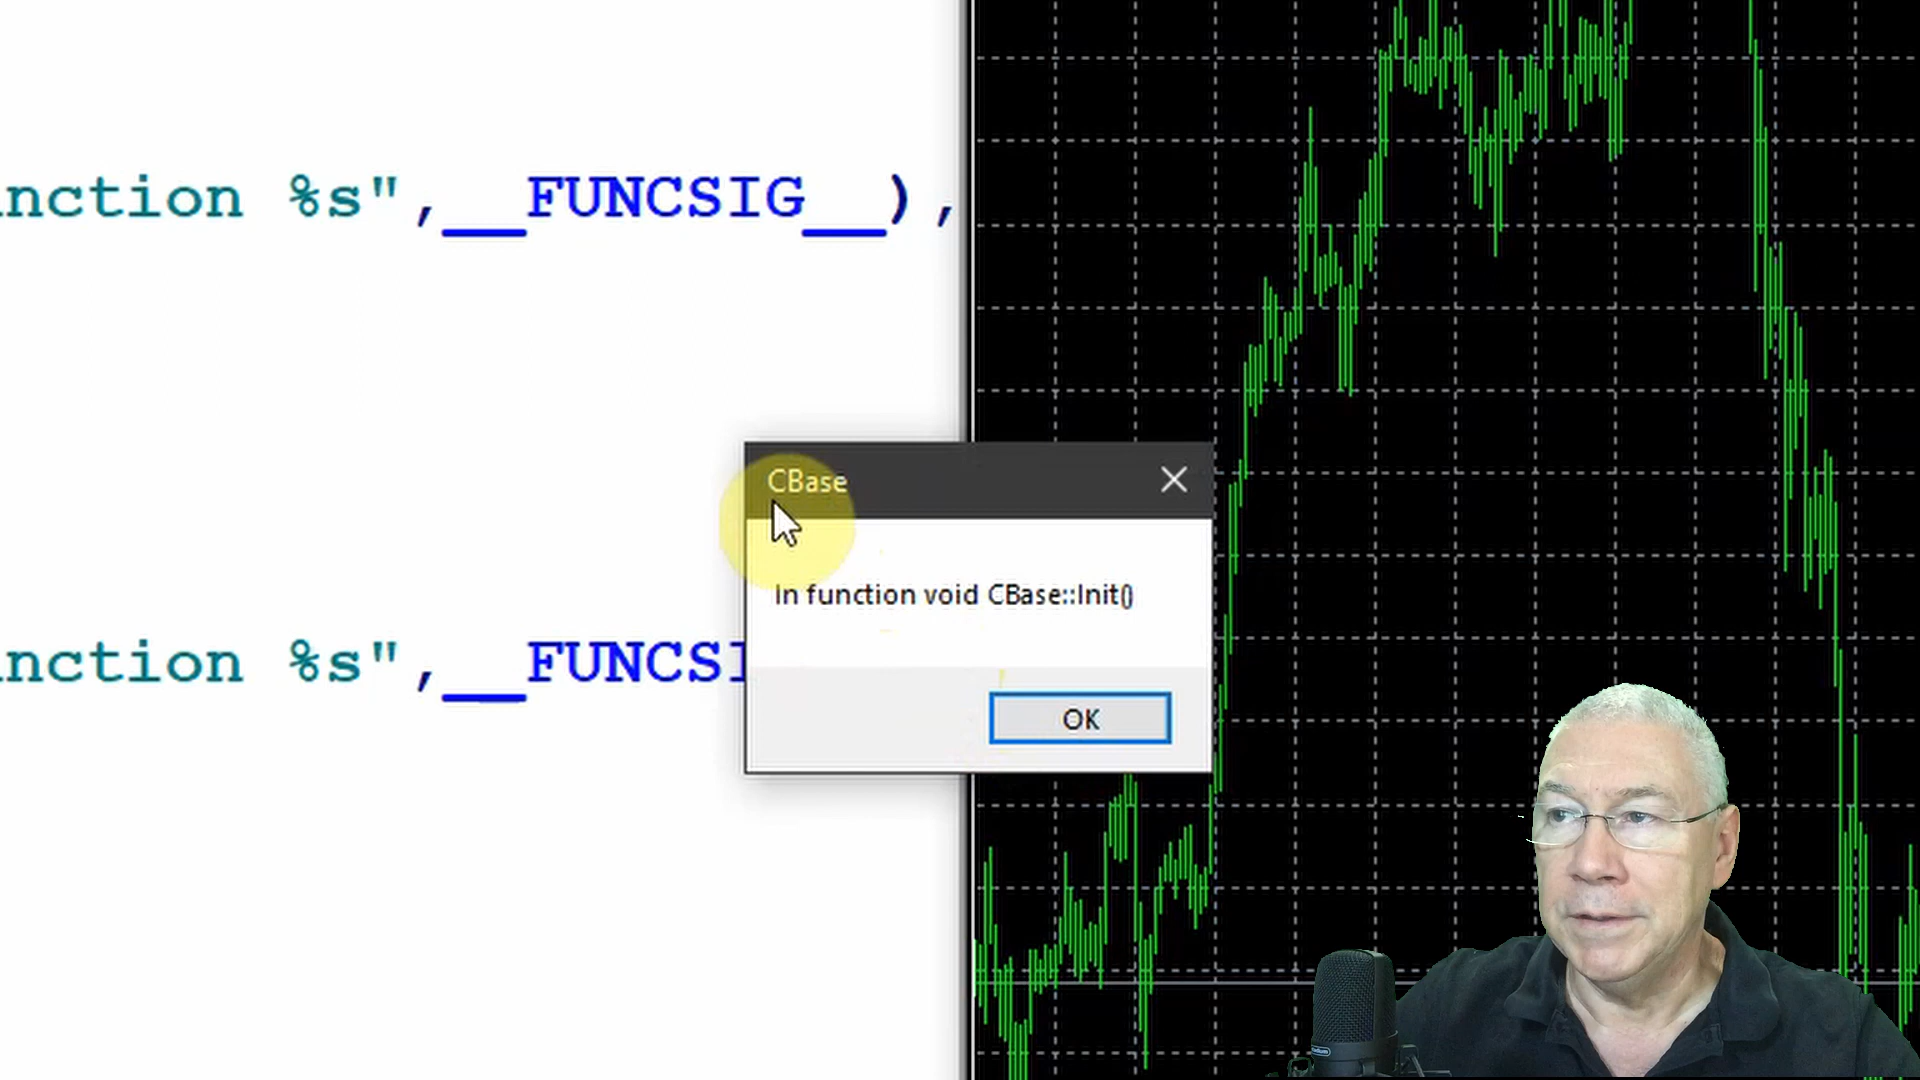 nction %s",__FUNCSIG__),
CBase
In function void CBase::Init()
nction %s",__FUNCSI
OK